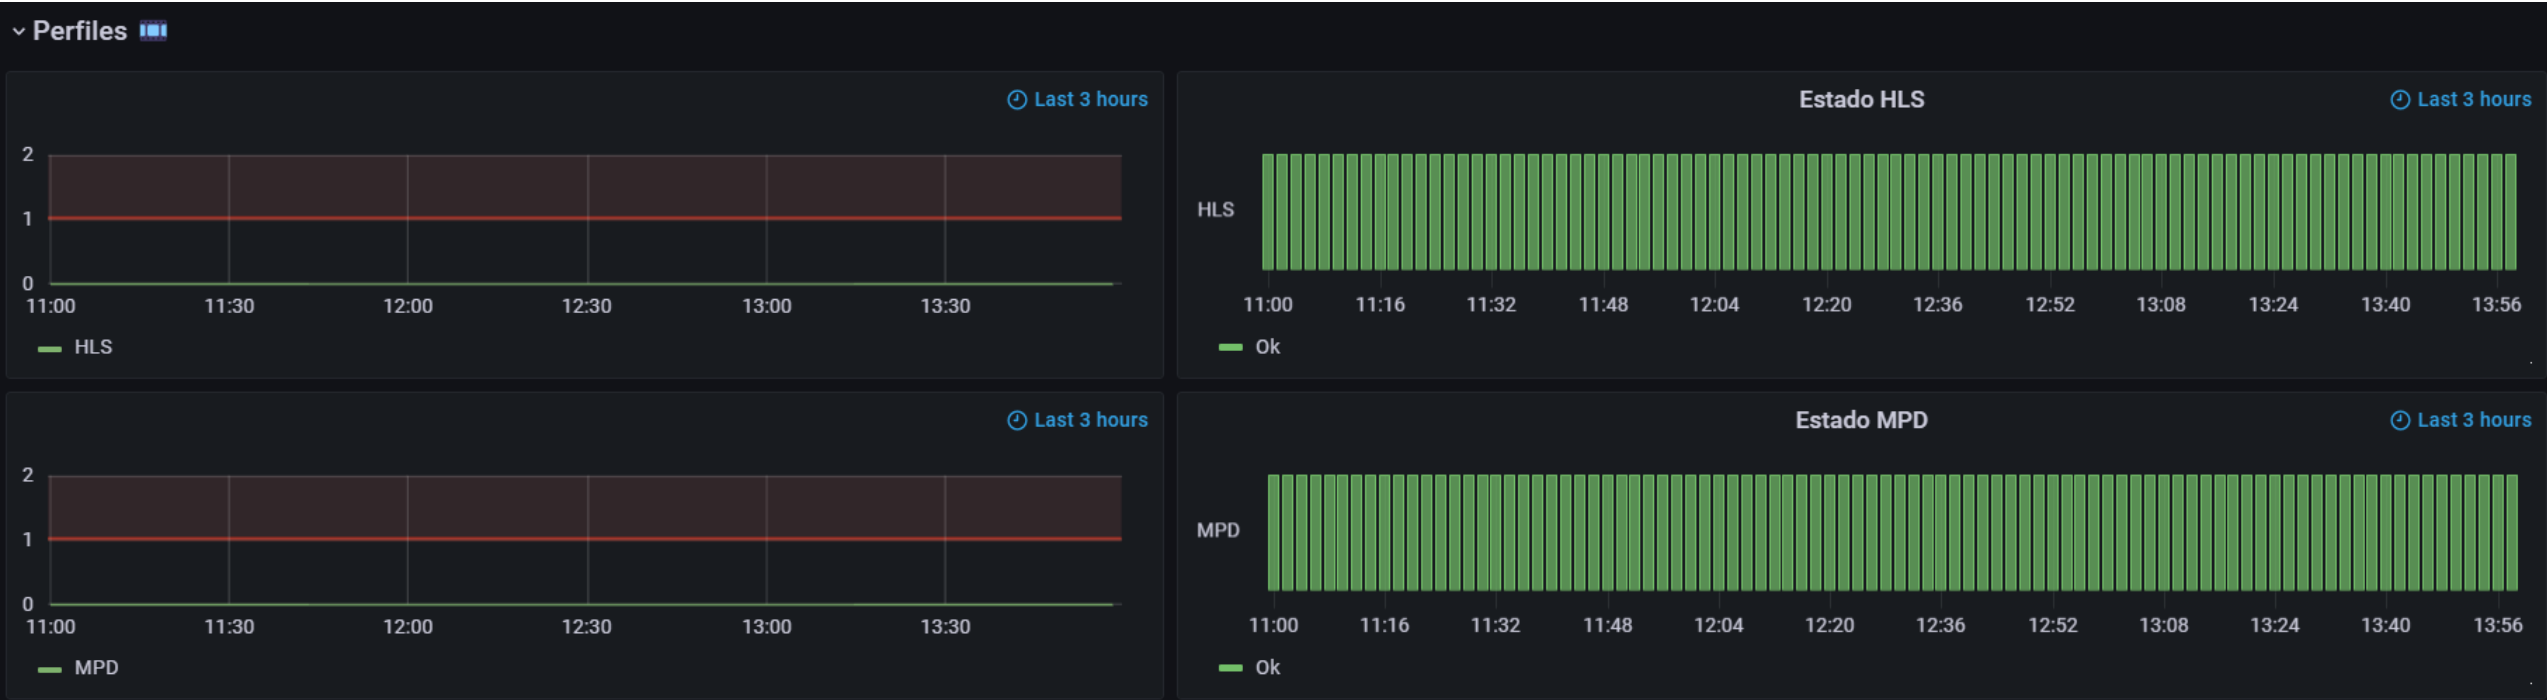 Perfiles
Last 3 hours
2
1
0
11:00 11:30 12:00 12:30 13:00 13:30
HLS
Estado HLS
Last 3 hours
HLS
11:00 11:16 11:32 11:48 12:04 12:20 12:36 12:52 13:08 13:24 13:40 13:56
Ok
Last 3 hours
2
1
0
11:00 11:30 12:00 12:30 13:00 13:30
MPD
Estado MPD
Last 3 hours
MPD
11:00 11:16 11:32 11:48 12:04 12:20 12:36 12:52 13:08 13:24 13:40 13:56
Ok